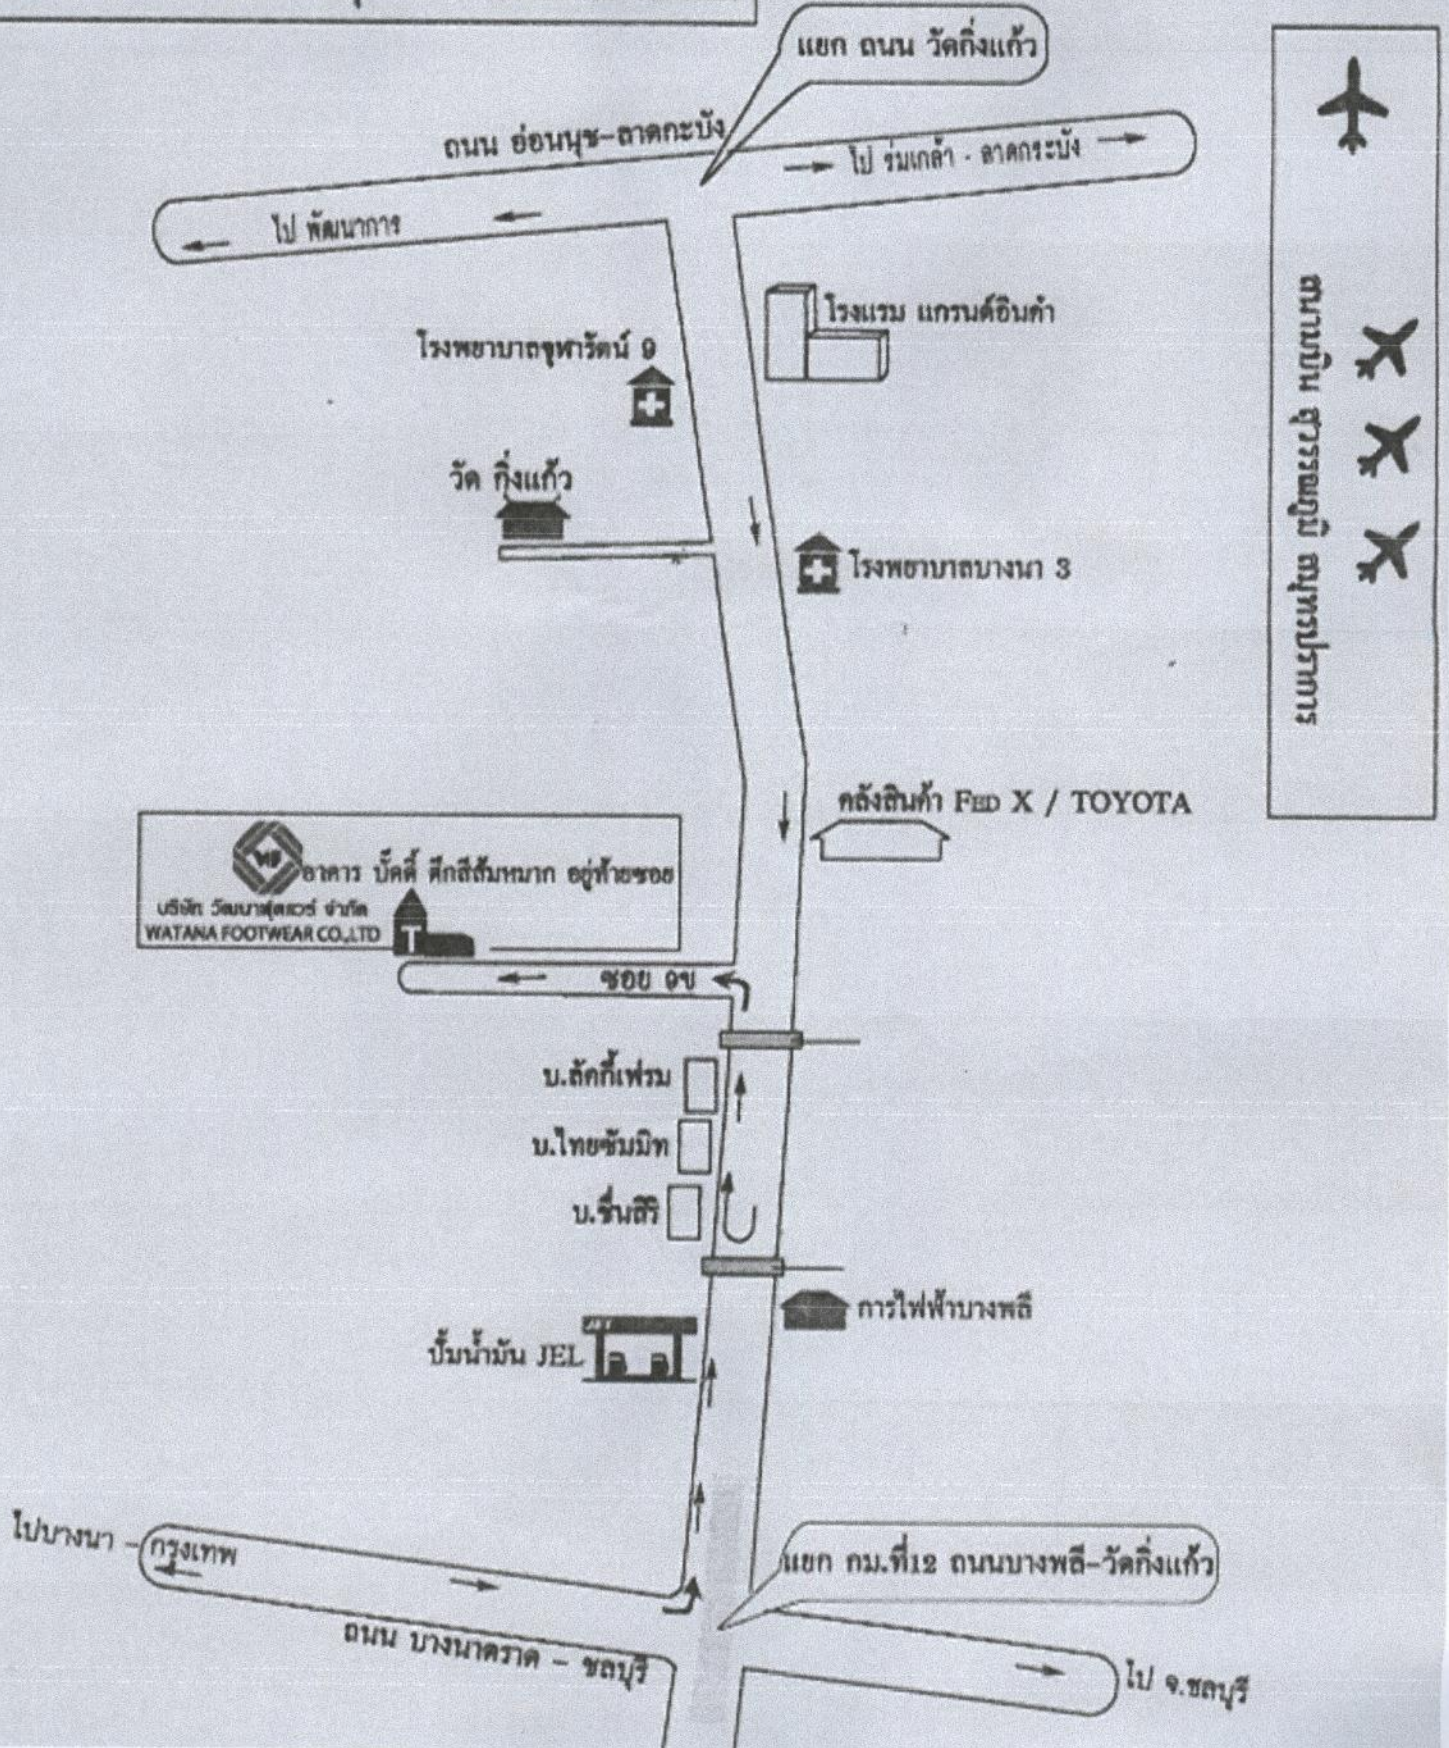 แยก ถนน วัดกิ่งแก้ว
ถนน อ่อนนุช-ลาดกะบัง
ไป ร่มเกล้า - ลาดกระบัง
ไป พัฒนาการ
โรงแรม แกรนด์อินคำ
โรงพยาบาลจุฬารัตน์ 9
วัด กิ่งแก้ว
โรงพยาบาลบางนา 3
สนามบิน สุวรรณภูมิ สมุทรปราการ
คลังสินค้า FED X / TOYOTA
อาคาร บั๊ดดี้ ตึกสีส้มหมาก อยู่ท้ายซอย
บริษัท วัฒนาฟุตแวร์ จำกัด
WATANA FOOTWEAR CO.,LTD
T
ซอย
บ.ลัคกี้เฟรม
บ.ไทยซัมมิท
บ.ชื่นสิริ
การไฟฟ้าบางพลี
ปั๊มน้ำมัน JEL
JET
ไปบางนา - กรุงเทพ
แยก กม.ที่12 ถนนบางพลี-วัดกิ่งแก้ว
ถนน บางนาตราด - ชลบุรี
ไป จ.ชลบุรี